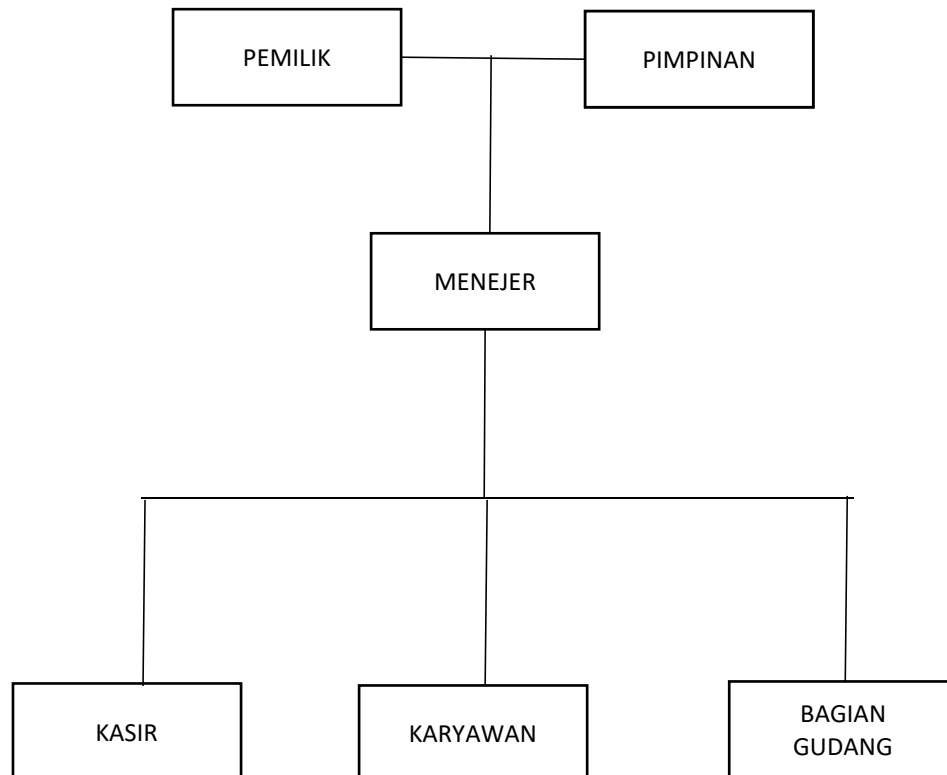 PEMILIK
PIMPINAN
MENEJER
KASIR
KARYAWAN
BAGIAN
GUDANG